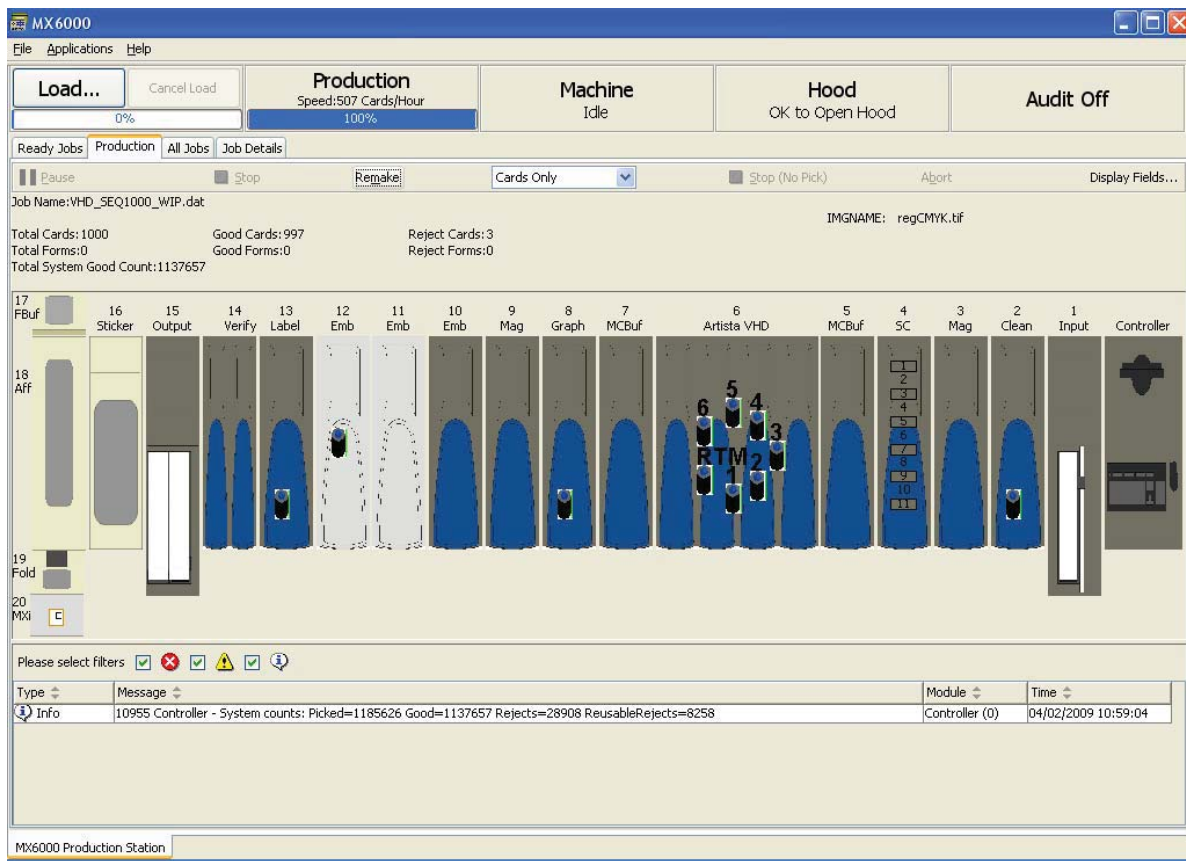 MX6000
File Applications Help
Load... Cancel Load
0%
Production
Speed:507 Cards/Hour
100%
Machine
Idle
Hood
OK to Open Hood
Audit Off
Ready Jobs Production All Jobs Job Details
Pause Stop Remake Cards Only Stop (No Pick) Abort Display Fields...
Job Name:VHD_SEQ1000_WIP.dat
IMGNAME: regCMYK.tif
Total Cards:1000 Good Cards:997 Reject Cards:3
Total Forms:0 Good Forms:0 Reject Forms:0
Total System Good Count:1137657
17 16 15 14 13 12 11 10 9 8 7 6 5 4 3 2 1
FBuf Sticker Output Verify Label Emb Emb Emb Mag Graph MCBuf Artista VHD MCBuf SC Mag Clean Input Controller
18
Aff
1
2
3
4
5
6
7
8
9
10
11
5
6 4
3
RTM 2
1
19
Fold
20
MXi C
Please select filters
Type Message Module Time
Info 10955 Controller - System counts: Picked=1185626 Good=1137657 Rejects=28908 ReusableRejects=8258 Controller (0) 04/02/2009 10:59:04
MX6000 Production Station